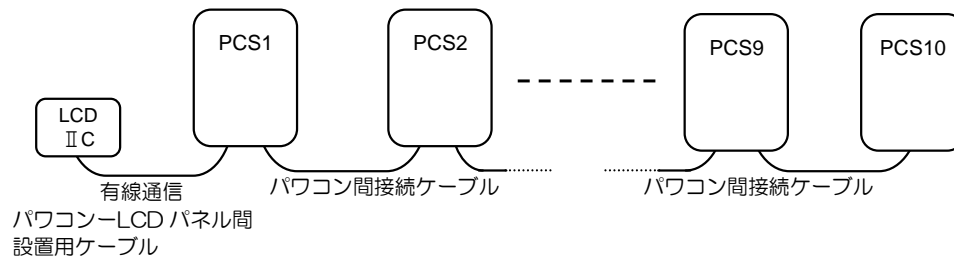 PCS1
PCS2
PCS9
PCS10
LCD
ⅡC
有線通信
パワコン間接続ケーブル
パワコン間接続ケーブル
パワコンーLCD パネル間
設置用ケーブル